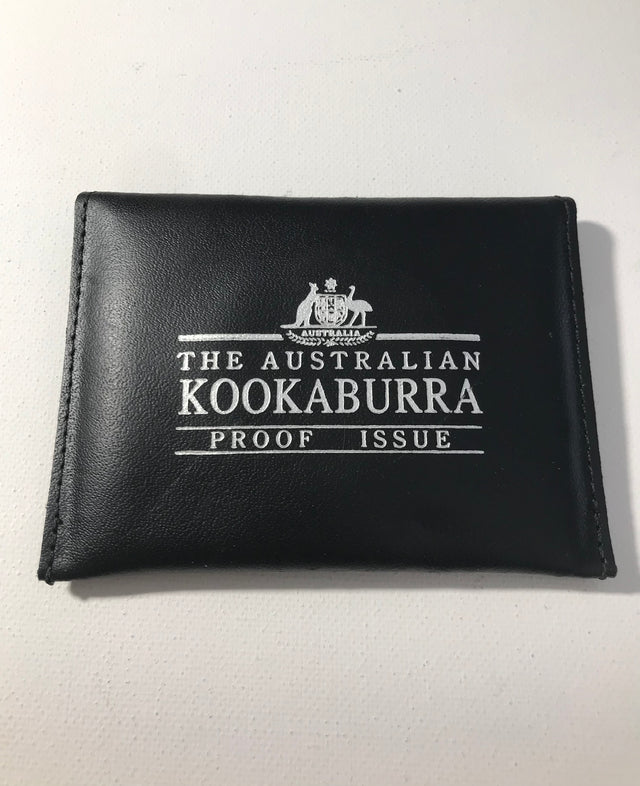 AUSTRALIA
THE AUSTRALIAN
KOOKABURRA
PROOF ISSUE